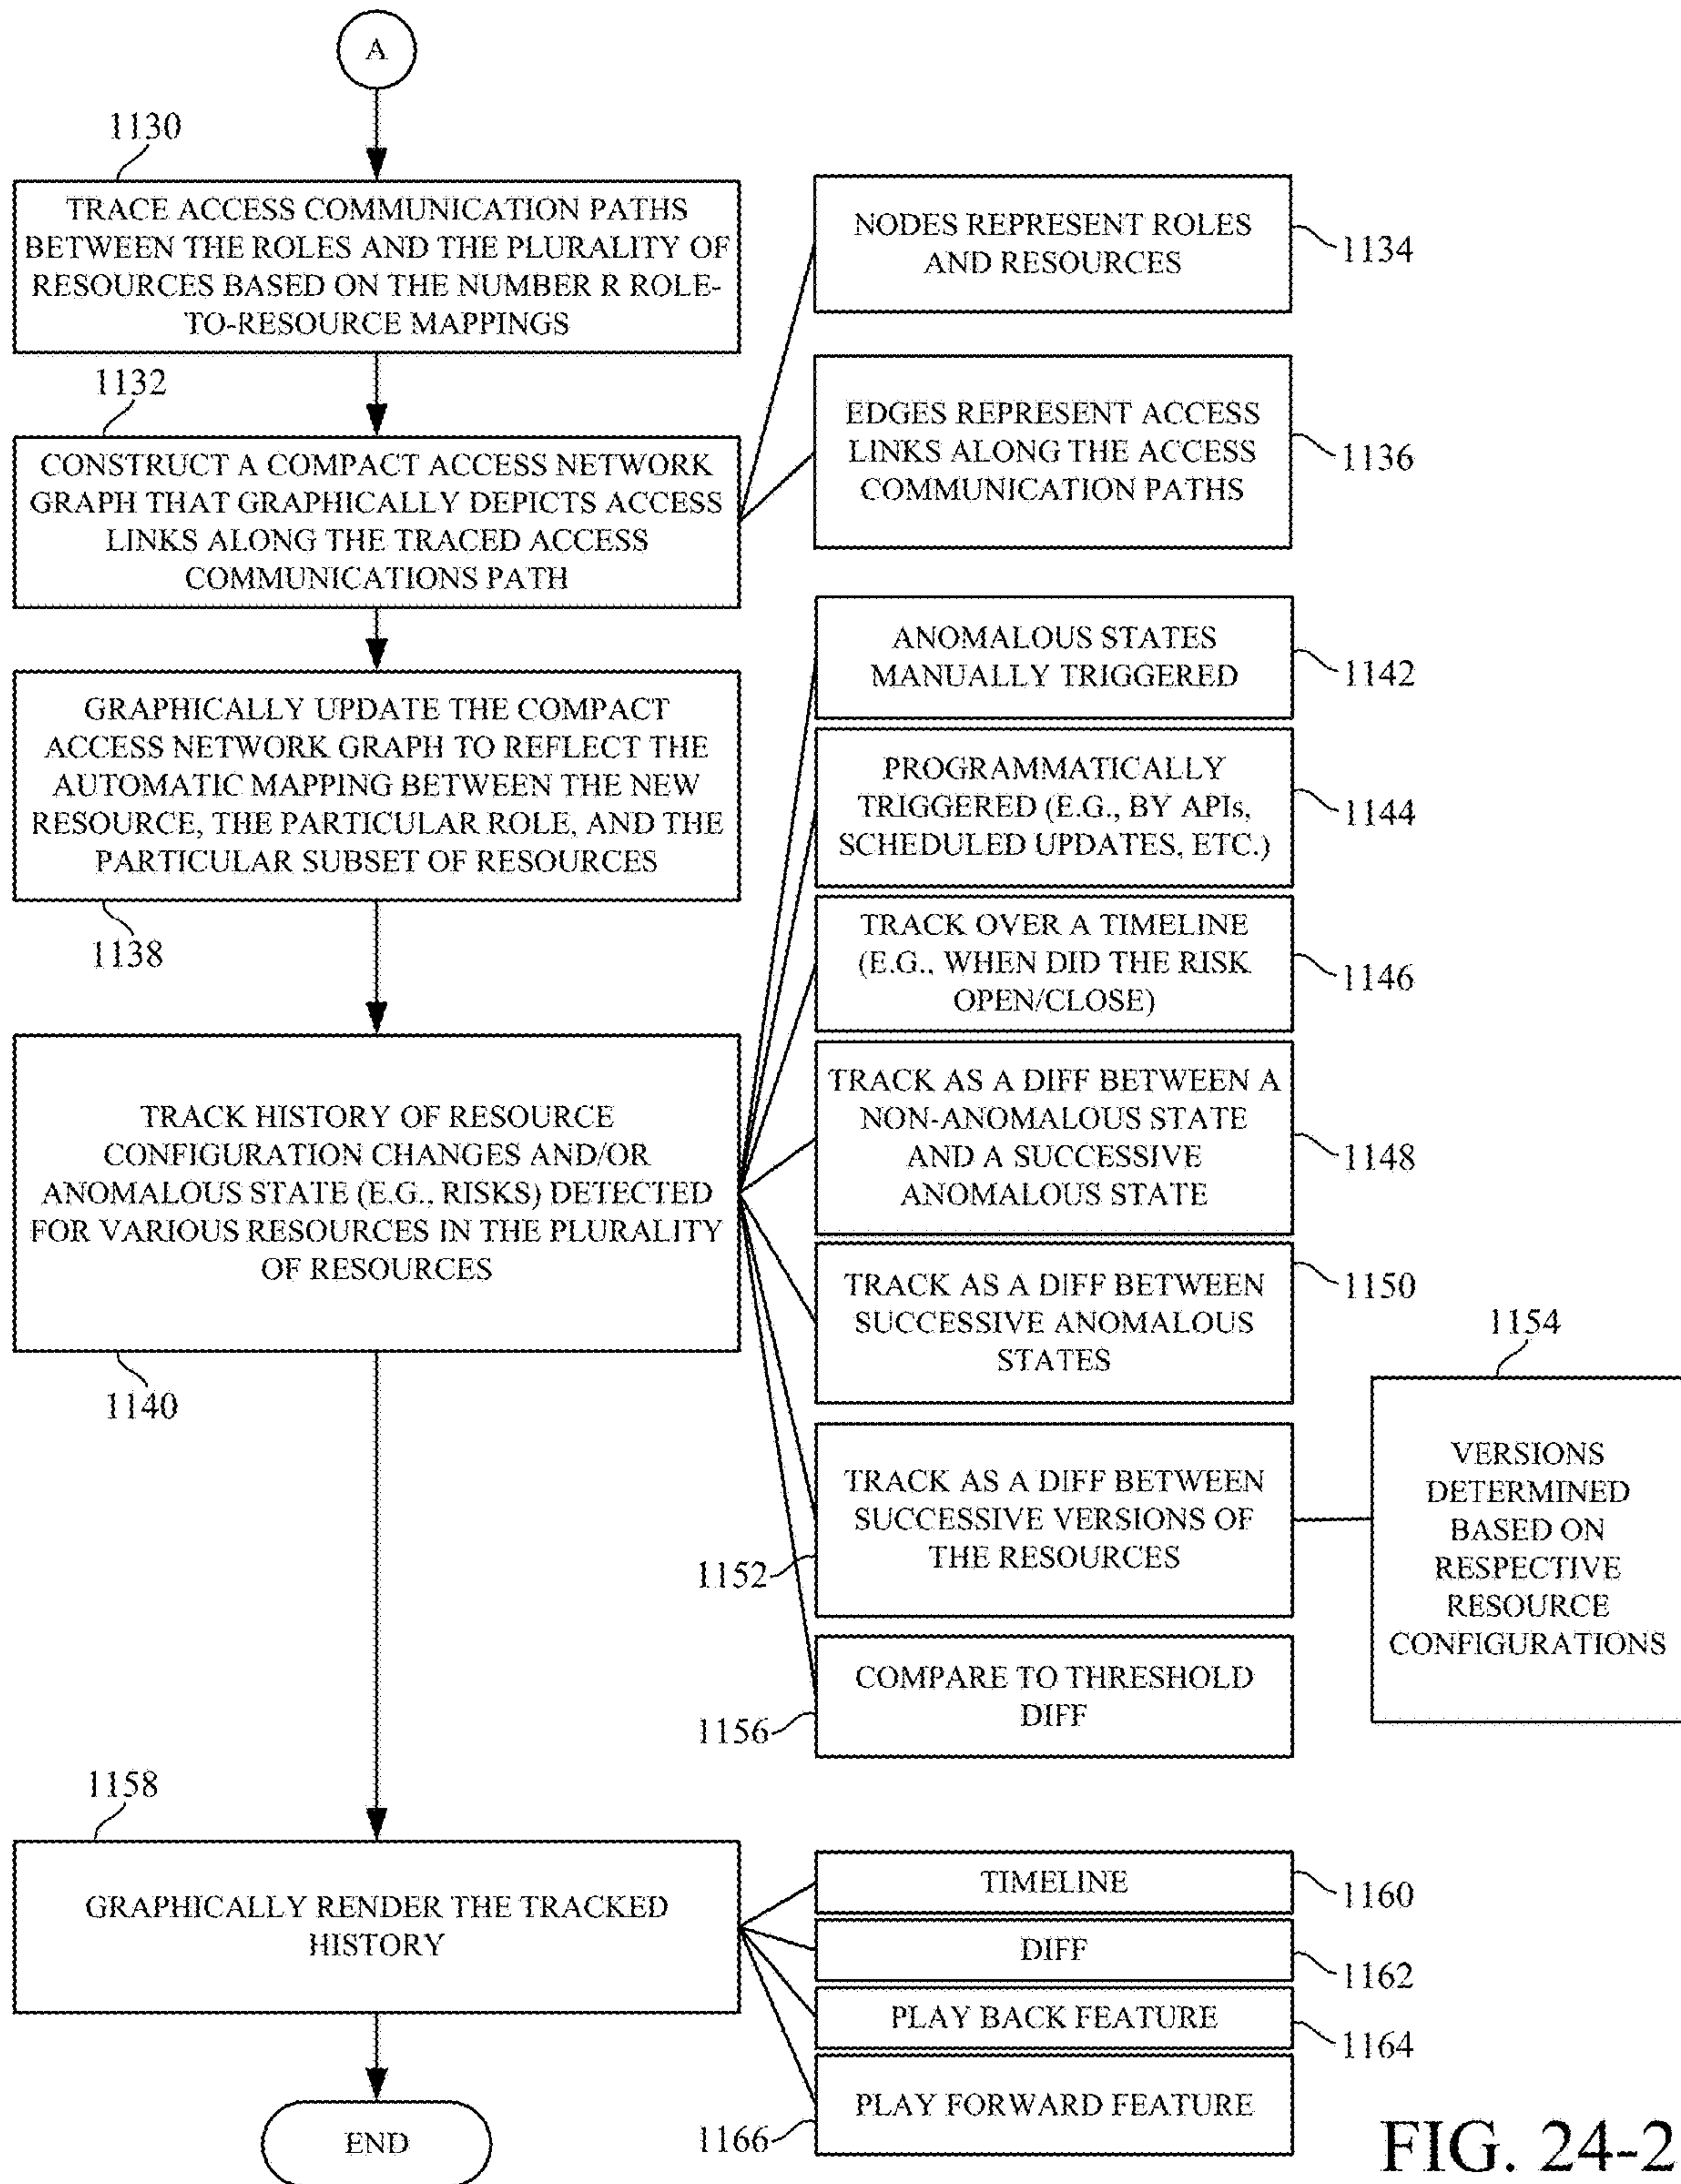 A
1130
TRACE ACCESS COMMUNICATION PATHS
BETWEEN THE ROLES AND THE PLURALITY OF
RESOURCES BASED ON THE NUMBER R ROLE-
TO-RESOURCE MAPPINGS
NODES REPRESENT ROLES
AND RESOURCES
1134
1132
CONSTRUCT A COMPACT ACCESS NETWORK
GRAPH THAT GRAPHICALLY DEPICTS ACCESS
LINKS ALONG THE TRACED ACCESS
COMMUNICATIONS PATH
EDGES REPRESENT ACCESS
LINKS ALONG THE ACCESS
COMMUNICATION PATHS
1136
GRAPHICALLY UPDATE THE COMPACT
ACCESS NETWORK GRAPH TO REFLECT THE
AUTOMATIC MAPPING BETWEEN THE NEW
RESOURCE, THE PARTICULAR ROLE, AND THE
PARTICULAR SUBSET OF RESOURCES
1138
ANOMALOUS STATES
MANUALLY TRIGGERED
1142
PROGRAMMATICALLY
TRIGGERED (E.G., BY APIs,
SCHEDULED UPDATES, ETC.)
1144
TRACK OVER A TIMELINE
(E.G., WHEN DID THE RISK
OPEN/CLOSE)
1146
TRACK HISTORY OF RESOURCE
CONFIGURATION CHANGES AND/OR
ANOMALOUS STATE (E.G., RISKS) DETECTED
FOR VARIOUS RESOURCES IN THE PLURALITY
OF RESOURCES
1140
TRACK AS A DIFF BETWEEN A
NON-ANOMALOUS STATE
AND A SUCCESSIVE
ANOMALOUS STATE
1148
TRACK AS A DIFF BETWEEN
SUCCESSIVE ANOMALOUS
STATES
1150
TRACK AS A DIFF BETWEEN
SUCCESSIVE VERSIONS OF
THE RESOURCES
1152
1154
VERSIONS
DETERMINED
BASED ON
RESPECTIVE
RESOURCE
CONFIGURATIONS
COMPARE TO THRESHOLD
DIFF
1156
1158
GRAPHICALLY RENDER THE TRACKED
HISTORY
TIMELINE
1160
DIFF
1162
PLAY BACK FEATURE
1164
PLAY FORWARD FEATURE
1166
END
FIG. 24-2